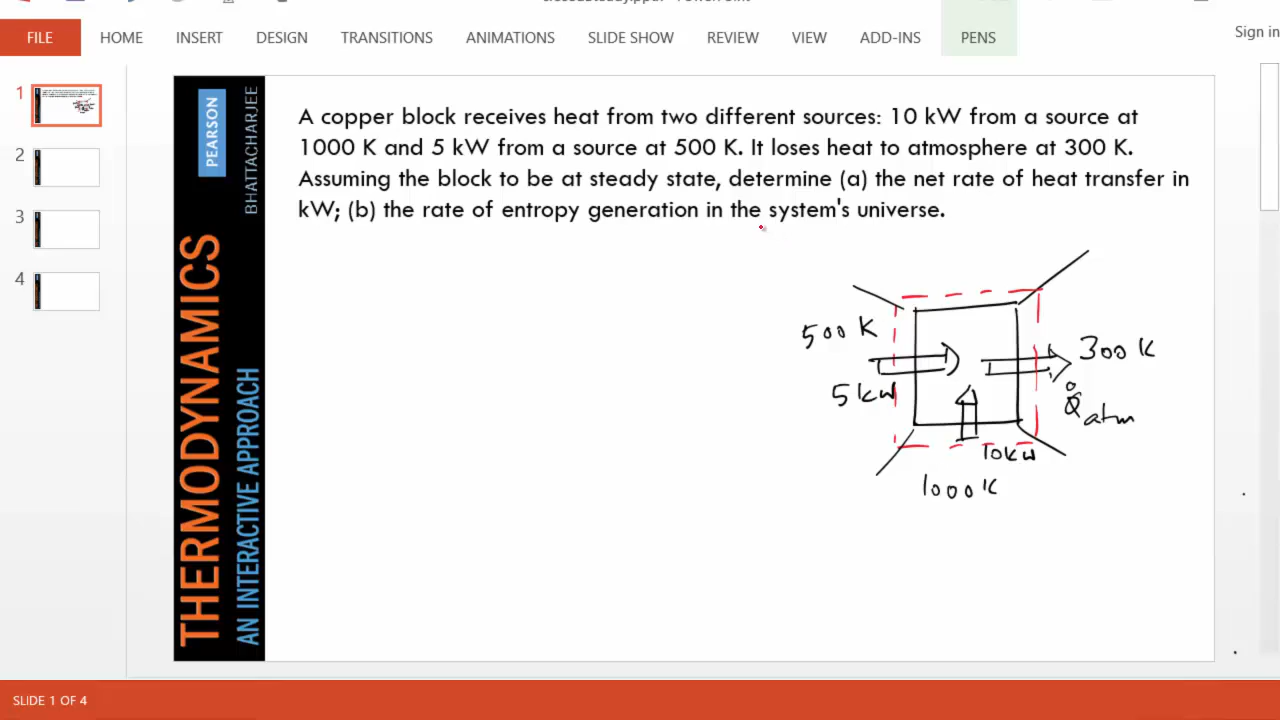 FILE HOME INSERT DESIGN TRANSITIONS ANIMATIONS SLIDE SHOW REVIEW VIEW ADD-INS PENS Sign in
1
2
3
4
PEARSON
BHATTACHARJEE
THERMODYNAMICS
AN INTERACTIVE APPROACH
A copper block receives heat from two different sources: 10 kW from a source at
1000 K and 5 kW from a source at 500 K. It loses heat to atmosphere at 300 K.
Assuming the block to be at steady state, determine (a) the net rate of heat transfer in
kW; (b) the rate of entropy generation in the system's universe.
500 K
5 kW
300 K
Q̇ atm
10kW
1000 K
SLIDE 1 OF 4